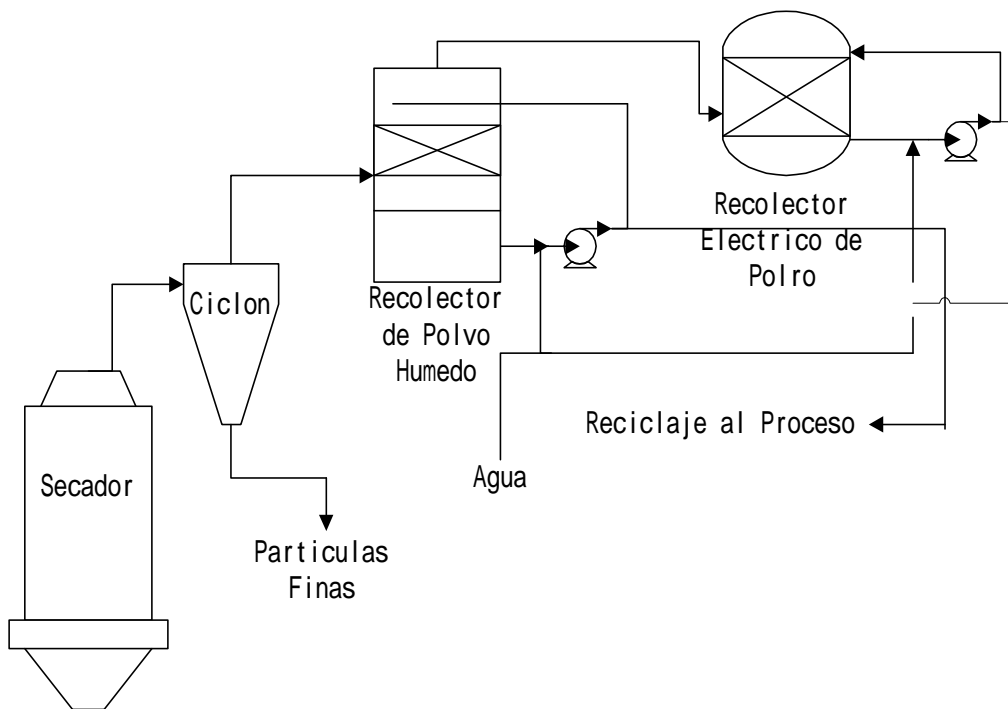 Recolector
Electrico de
Polro
Ciclon
Recolector
de Polvo
Humedo
Reciclaje al Proceso
Agua
Secador
Particulas
Finas